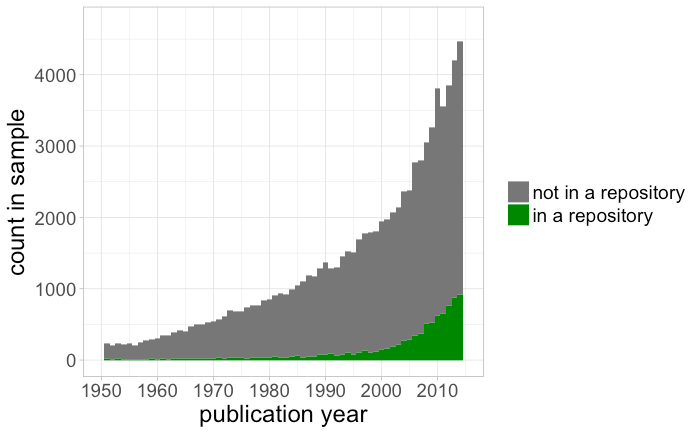 count in sample
4000
3000
2000
1000
0
1950 1960 1970 1980 1990 2000 2010
publication year
not in a repository
in a repository